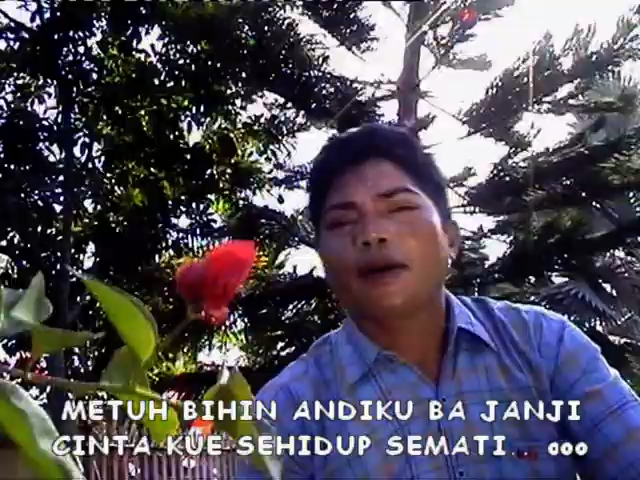 METUH BIHIN ANDIKU BA JANJI
CINTA KUE SEHIDUP SEMATI... ooo